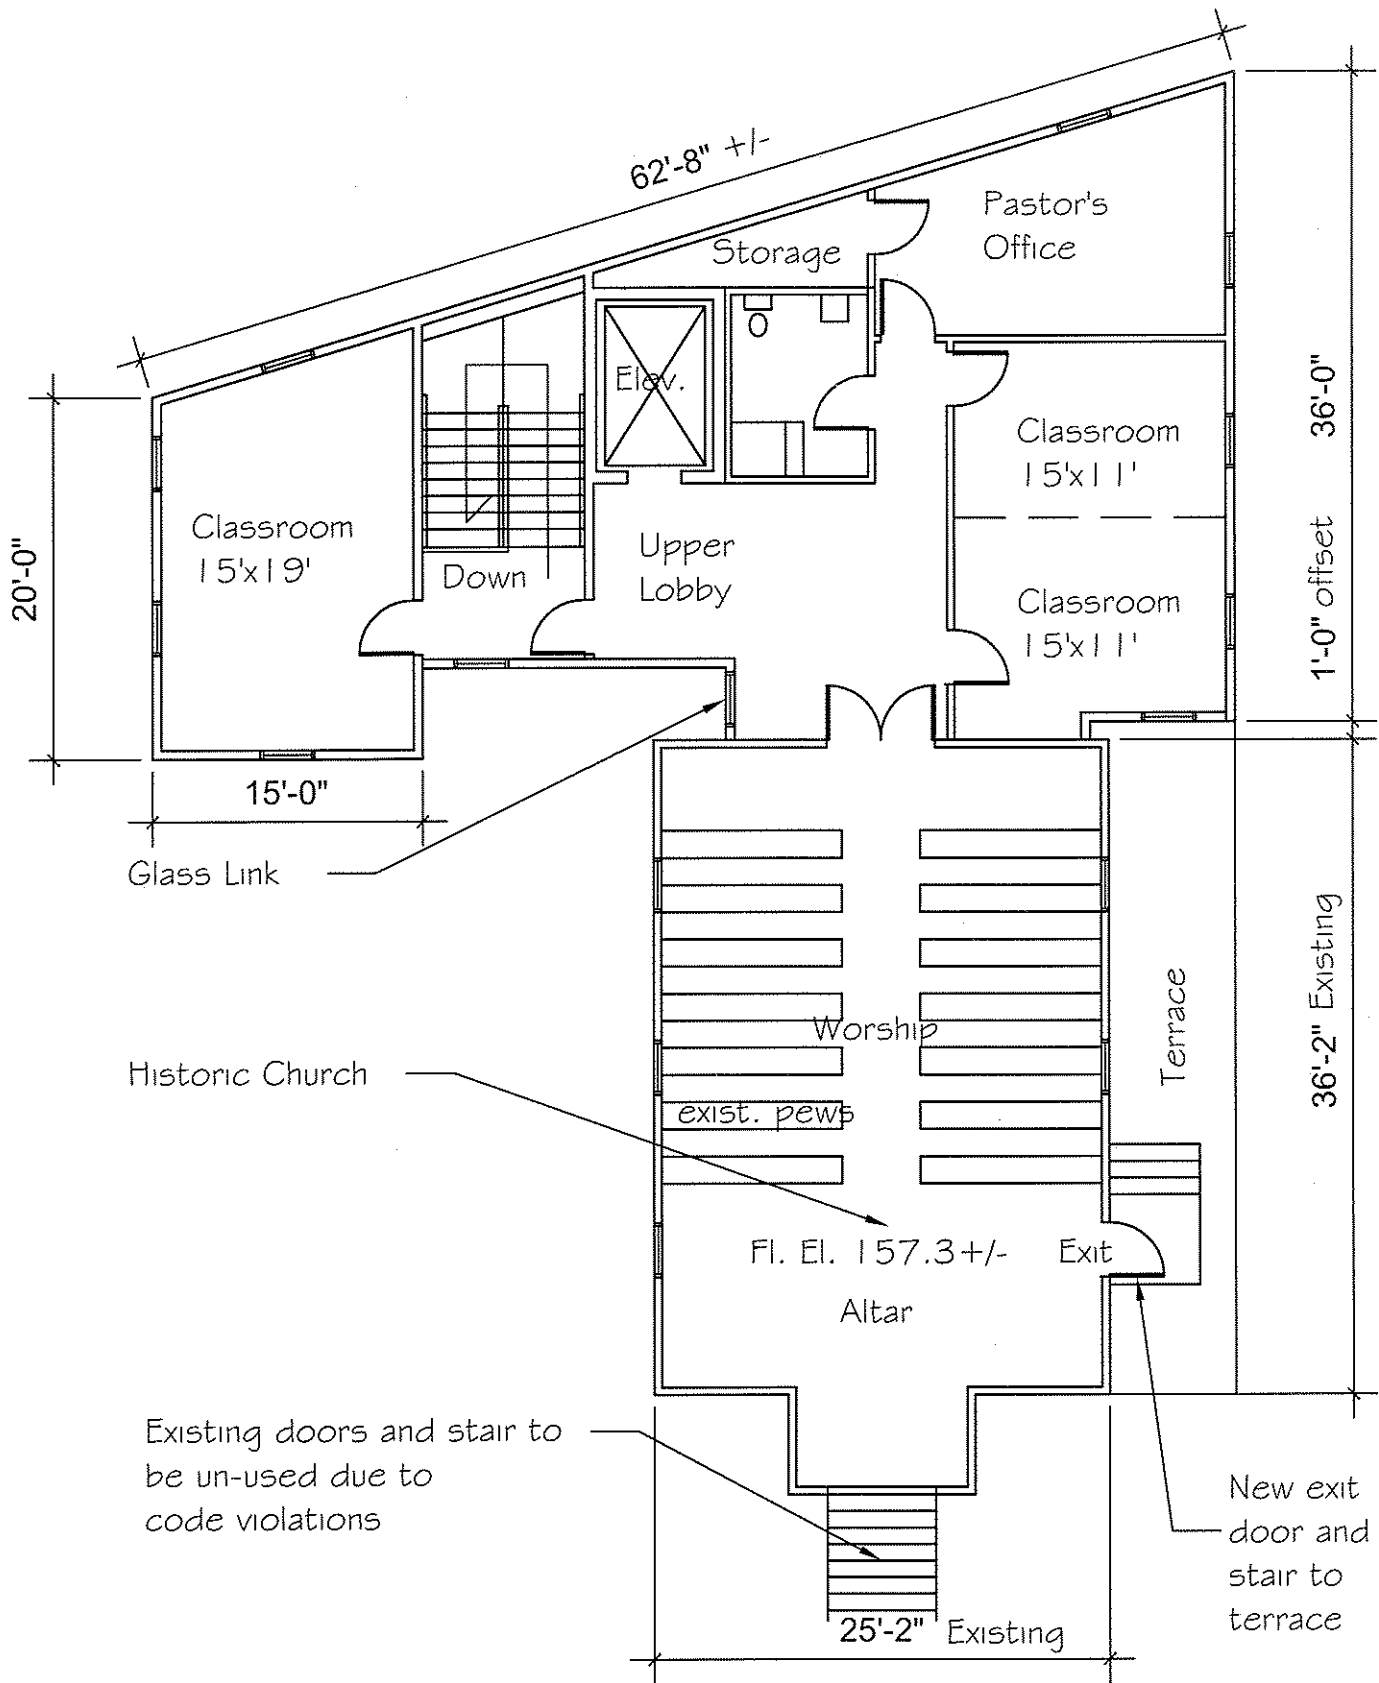 62'-8" +/-
Pastor's
Office
Storage
Elev.
36'-0"
Classroom
15'x11'
Classroom
15'x19'
Upper
Lobby
Down
20'-0"
1'-0" offset
Classroom
15'x11'
15'-0"
Glass Link
36'-2" Existing
Terrace
Worship
Historic Church
exist. pews
Fl. El. 157.3+/-
Exit
Altar
Existing doors and stair to
be un-used due to
code violations
New exit
door and
stair to
terrace
25'-2" Existing